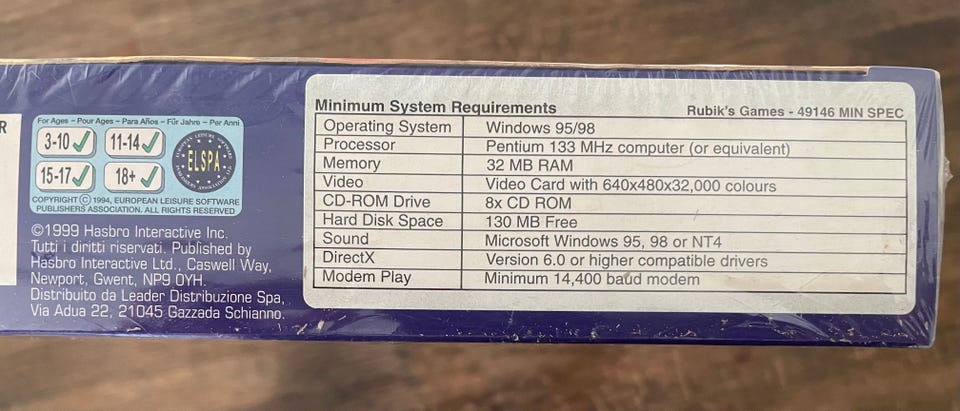 R
For Ages – Pour Ages – Para Años – Für Jahre – Per Anni
3-10 11-14
15-17 18+
EUROPEAN LEISURE SOFTWARE PUBLISHERS ASSOCIATION LTD
ELSPA
COPYRIGHT © 1994, EUROPEAN LEISURE SOFTWARE
PUBLISHERS ASSOCIATION. ALL RIGHTS RESERVED
©1999 Hasbro Interactive Inc.
Tutti i diritti riservati. Published by
Hasbro Interactive Ltd., Caswell Way,
Newport, Gwent, NP9 0YH.
Distribuito da Leader Distribuzione Spa,
Via Adua 22, 21045 Gazzada Schianno.
Minimum System Requirements Rubik's Games - 49146 MIN SPEC
Operating System Windows 95/98
Processor Pentium 133 MHz computer (or equivalent)
Memory 32 MB RAM
Video Video Card with 640x480x32,000 colours
CD-ROM Drive 8x CD ROM
Hard Disk Space 130 MB Free
Sound Microsoft Windows 95, 98 or NT4
DirectX Version 6.0 or higher compatible drivers
Modem Play Minimum 14,400 baud modem